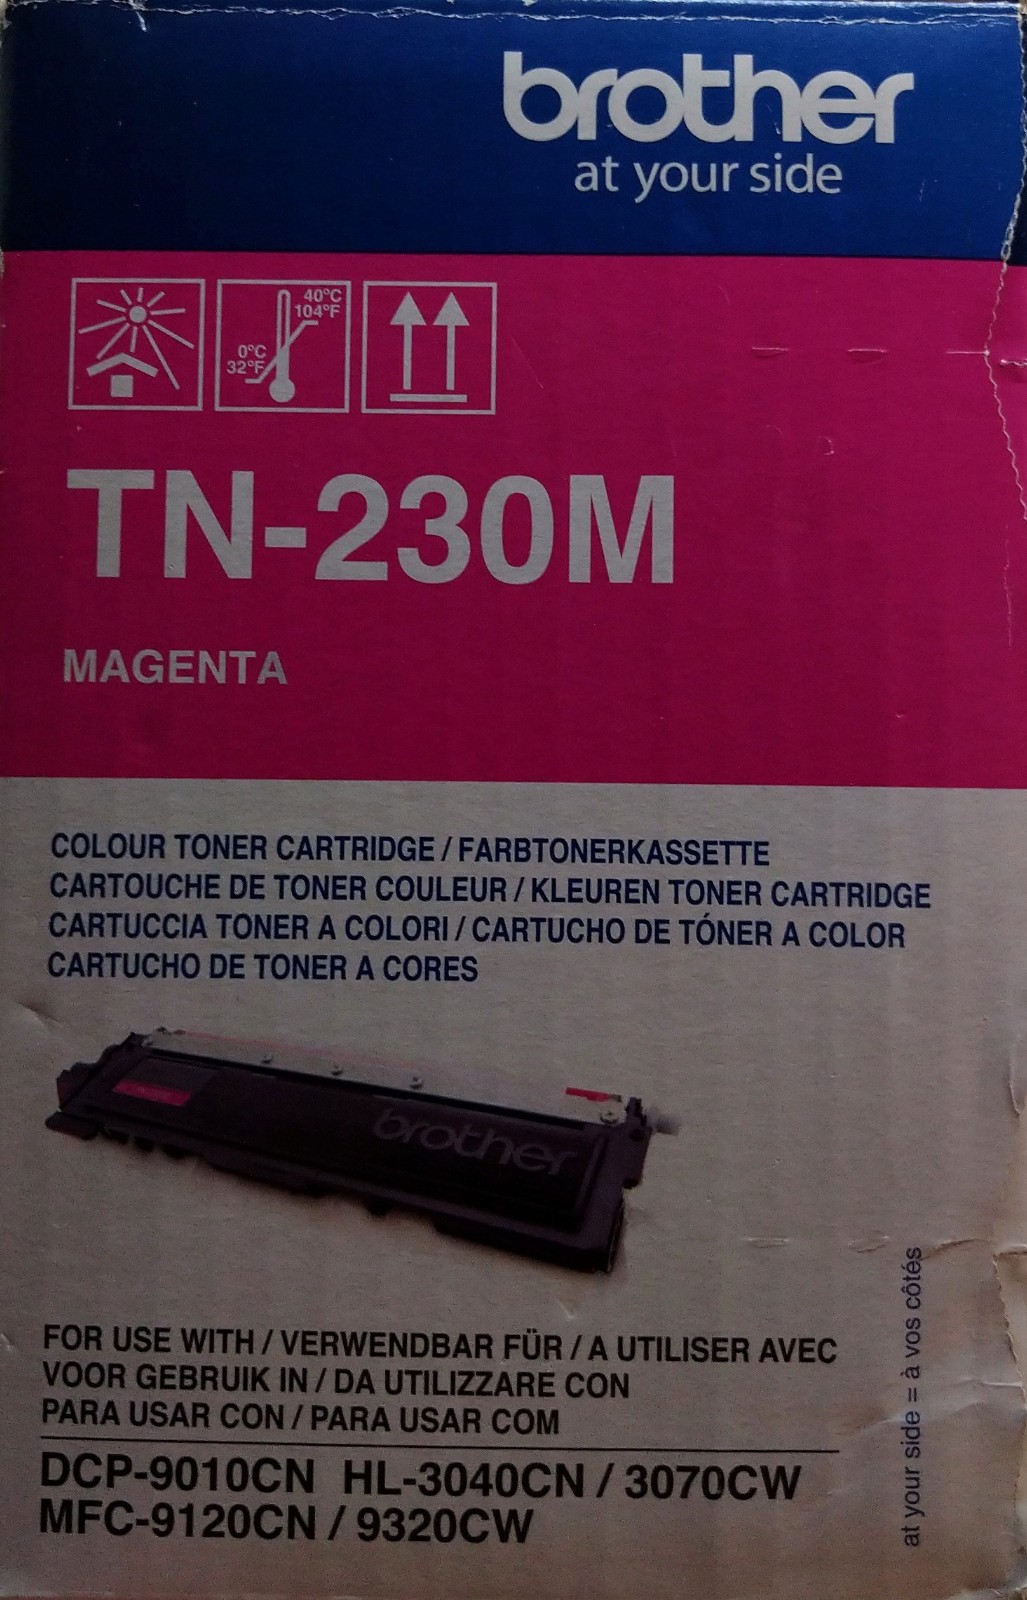 brother
at your side
40°C
104°F
0°C
32°F
TN-230M
MAGENTA
COLOUR TONER CARTRIDGE / FARBTONERKASSETTE
CARTOUCHE DE TONER COULEUR / KLEUREN TONER CARTRIDGE
CARTUCCIA TONER A COLORI / CARTUCHO DE TÓNER A COLOR
CARTUCHO DE TONER A CORES
brother
FOR USE WITH / VERWENDBAR FÜR / A UTILISER AVEC
VOOR GEBRUIK IN / DA UTILIZZARE CON
PARA USAR CON / PARA USAR COM
DCP-9010CN HL-3040CN / 3070CW
MFC-9120CN / 9320CW
at your side = à vos côtés